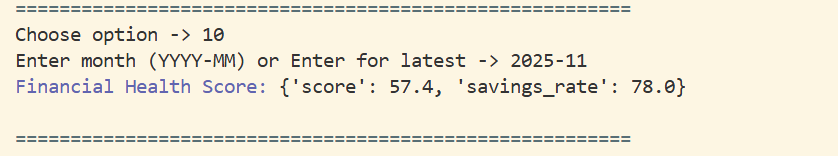 ========================================================
Choose option -> 10
Enter month (YYYY-MM) or Enter for latest -> 2025-11
Financial Health Score: {'score': 57.4, 'savings_rate': 78.0}
========================================================